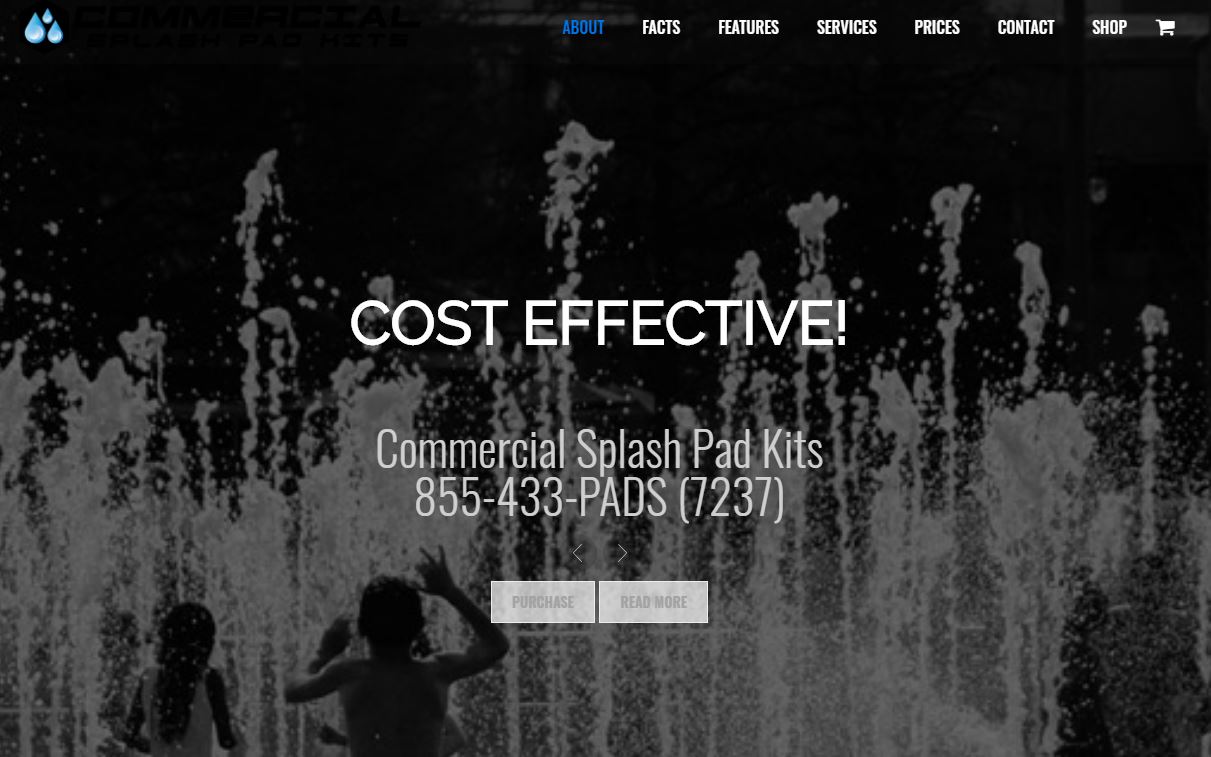 COMMERCIAL
SPLASH PAD KITS
ABOUT FACTS FEATURES SERVICES PRICES CONTACT SHOP
COST EFFECTIVE!
Commercial Splash Pad Kits
855-433-PADS (7237)
PURCHASE READ MORE